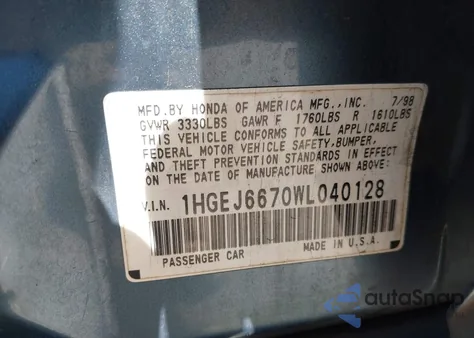 MFD.BY HONDA OF AMERICA MFG.,INC. 7/98
GVWR 3330LBS GAWR F 1760LBS R 1610LBS
THIS VEHICLE CONFORMS TO ALL APPLICABLE
FEDERAL MOTOR VEHICLE SAFETY,BUMPER,
AND THEFT PREVENTION STANDARDS IN EFFECT
ON THE DATE OF MANUFACTURE SHOWN ABOVE.
V.I.N. 1HGEJ6670WL040128
PASSENGER CAR MADE IN U.S.A.
autoSnap